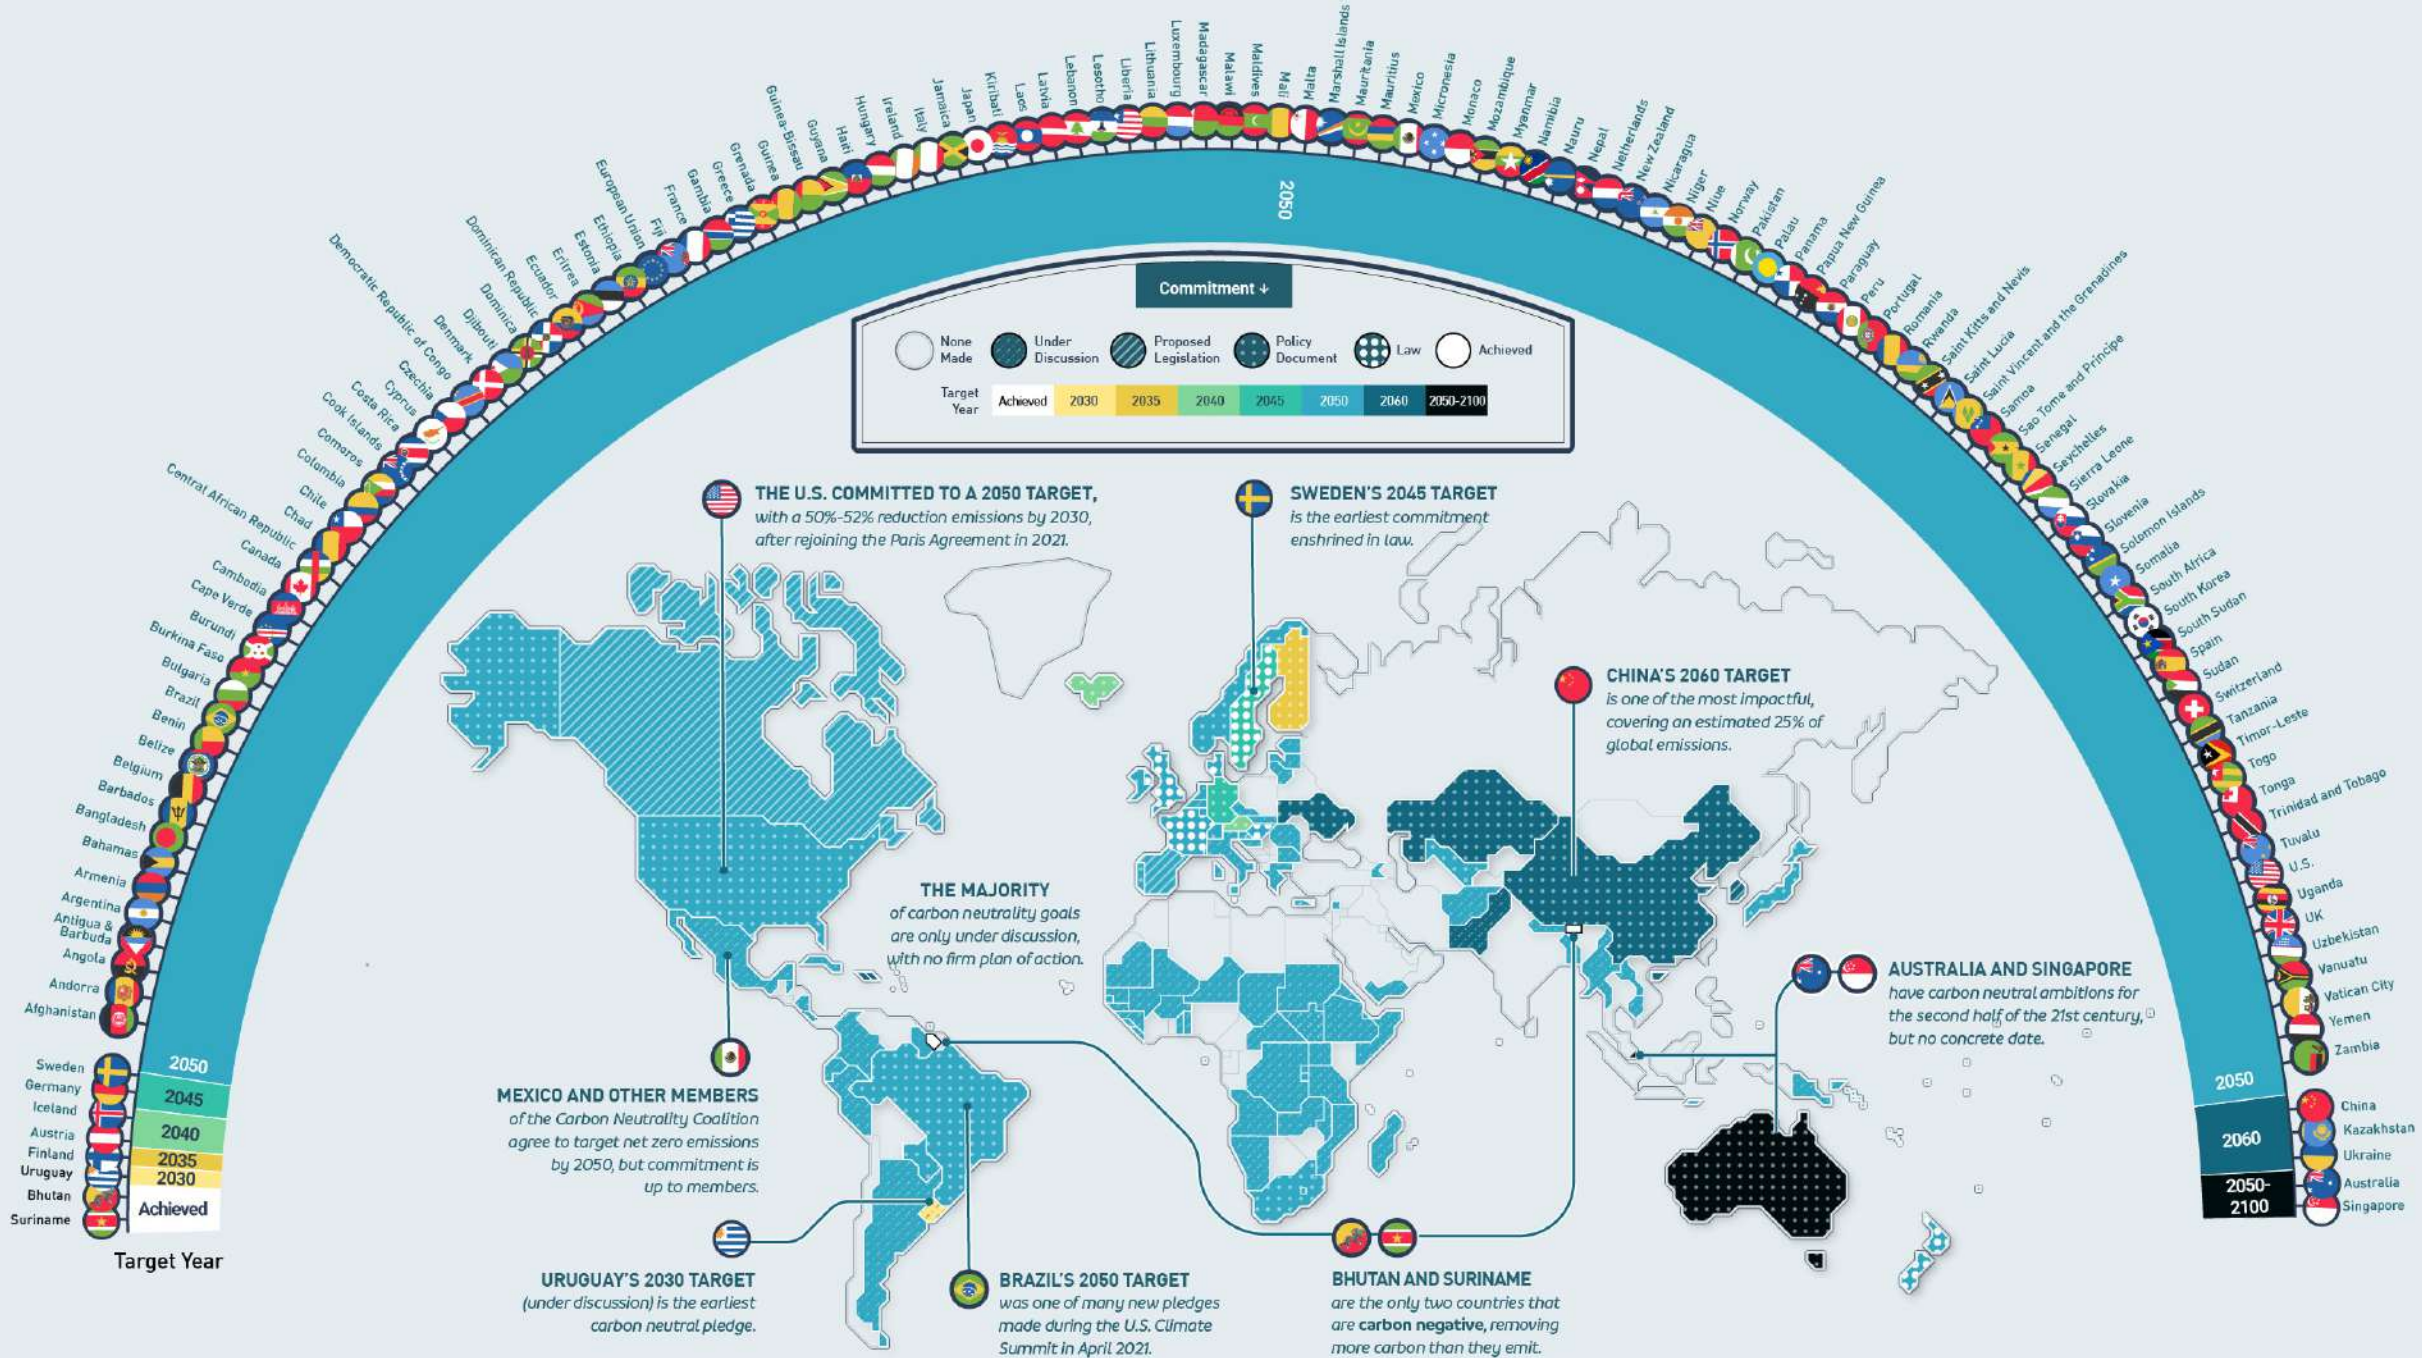 Suriname
Bhutan
Uruguay
Finland
Austria
Iceland
Germany
Sweden
Afghanistan
Andorra
Angola
Antigua &
Barbuda
Argentina
Armenia
Bahamas
Bangladesh
Barbados
Belgium
Belize
Benin
Brazil
Bulgaria
Burkina Faso
Burundi
Cape Verde
Cambodia
Canada
Central African Republic
Chad
Chile
Colombia
Comoros
Cook Islands
Costa Rica
Cyprus
Czechia
Democratic Republic of Congo
Denmark
Djibouti
Dominica
Dominican Republic
Ecuador
Eritrea
Estonia
Ethiopia
European Union
Fiji
France
Gambia
Greece
Grenada
Guinea
Guinea-Bissau
Guyana
Haiti
Hungary
Ireland
Italy
Jamaica
Japan
Kiribati
Laos
Latvia
Lebanon
Lesotho
Liberia
Lithuania
Luxembourg
Madagascar
Malawi
Maldives
Mali
Malta
Marshall Islands
Mauritania
Mauritius
Mexico
Micronesia
Monaco
Mozambique
Myanmar
Namibia
Nauru
Nepal
Netherlands
New Zealand
Nicaragua
Niger
Niue
Norway
Pakistan
Palau
Panama
Papua New Guinea
Paraguay
Peru
Portugal
Romania
Rwanda
Saint Kitts and Nevis
Saint Lucia
Saint Vincent and the Grenadines
Samoa
Sao Tome and Principe
Senegal
Seychelles
Sierra Leone
Slovakia
Slovenia
Solomon Islands
Somalia
South Africa
South Korea
South Sudan
Spain
Sudan
Switzerland
Tanzania
Timor-Leste
Togo
Tonga
Trinidad and Tobago
Tuvalu
U.S.
Uganda
UK
Uzbekistan
Vanuatu
Vatican City
Yemen
Zambia
China
Kazakhstan
Ukraine
Australia
Singapore
2050
2050
2045
2040
2035
2030
Achieved
Target Year
2050
2060
2050-
2100
Commitment ↓
None
Made
Under
Discussion
Proposed
Legislation
Policy
Document
Law
Achieved
Target
Year
Achieved 2030 2035 2040 2045 2050 2060 2050-2100
THE U.S. COMMITTED TO A 2050 TARGET,
with a 50%-52% reduction emissions by 2030,
after rejoining the Paris Agreement in 2021.
SWEDEN'S 2045 TARGET
is the earliest commitment
enshrined in law.
CHINA'S 2060 TARGET
is one of the most impactful,
covering an estimated 25% of
global emissions.
THE MAJORITY
of carbon neutrality goals
are only under discussion,
with no firm plan of action.
AUSTRALIA AND SINGAPORE
have carbon neutral ambitions for
the second half of the 21st century,
but no concrete date.
MEXICO AND OTHER MEMBERS
of the Carbon Neutrality Coalition
agree to target net zero emissions
by 2050, but commitment is
up to members.
URUGUAY'S 2030 TARGET
(under discussion) is the earliest
carbon neutral pledge.
BRAZIL'S 2050 TARGET
was one of many new pledges
made during the U.S. Climate
Summit in April 2021.
BHUTAN AND SURINAME
are the only two countries that
are carbon negative, removing
more carbon than they emit.